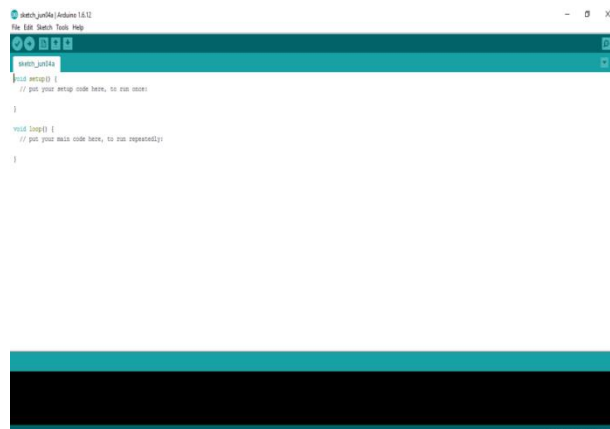 sketch_jun04a | Arduino 1.6.12
File Edit Sketch Tools Help
sketch_jun04a
void setup() {
// put your setup code here, to run once:
}
void loop() {
// put your main code here, to run repeatedly:
}